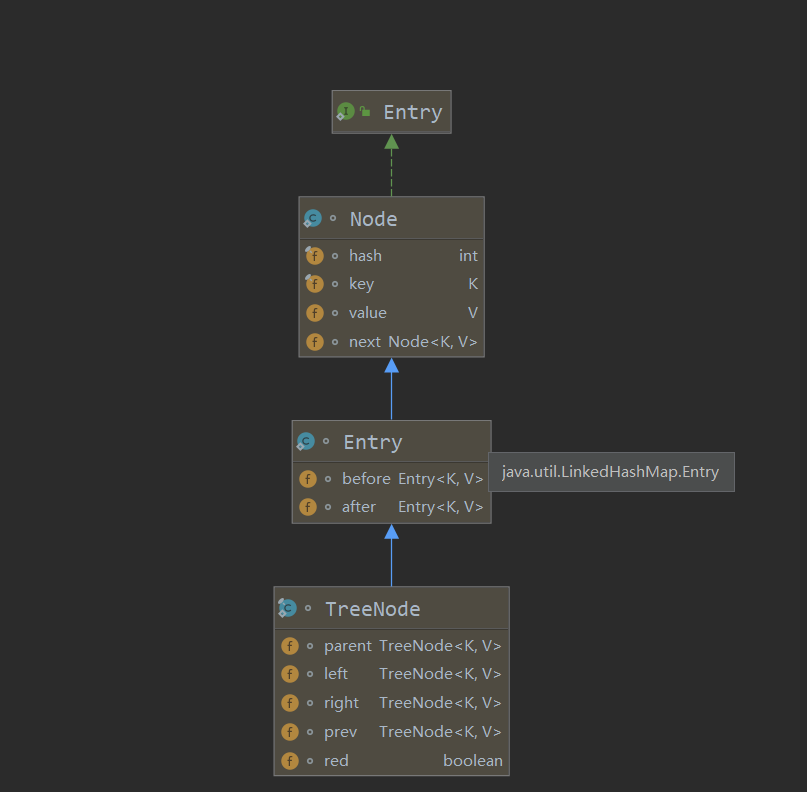 Entry
Node
hash int
key K
value V
next Node<K, V>
Entry
before Entry<K, V>
java.util.LinkedHashMap.Entry
after Entry<K, V>
TreeNode
parent TreeNode<K, V>
left TreeNode<K, V>
right TreeNode<K, V>
prev TreeNode<K, V>
red boolean